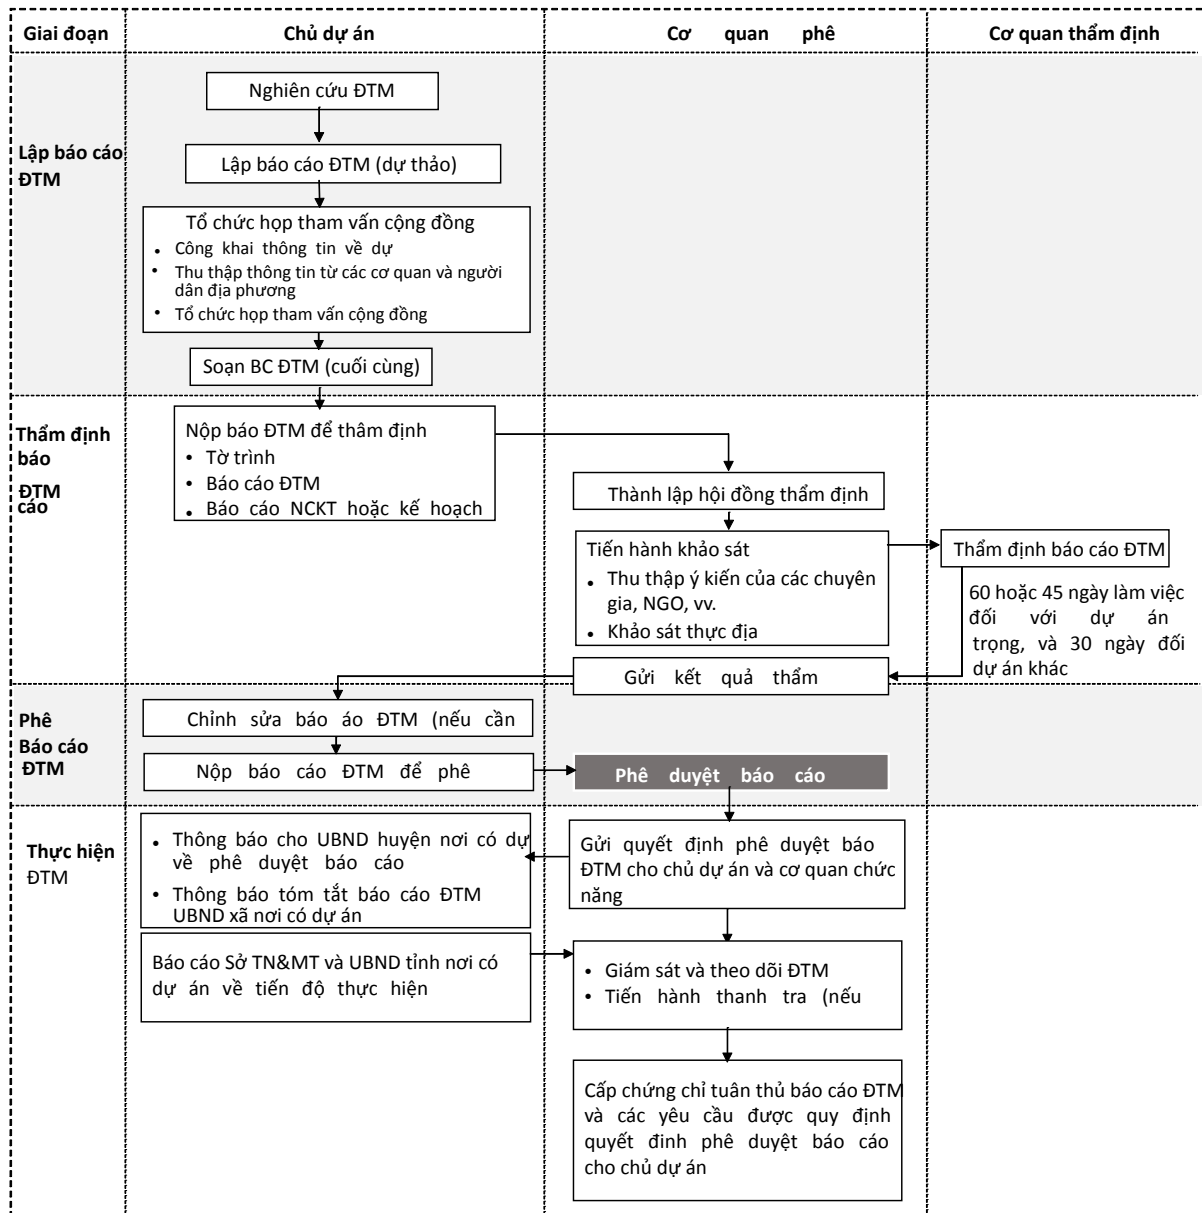 Giai đoạn
Chủ dự án
Cơ quan phê
Cơ quan thẩm định
Lập báo cáo
ĐTM
Nghiên cứu ĐTM
Lập báo cáo ĐTM (dự thảo)
Tổ chức họp tham vấn cộng đồng
• Công khai thông tin về dự
• Thu thập thông tin từ các cơ quan và người
dân địa phương
• Tổ chức họp tham vấn cộng đồng
Soạn BC ĐTM (cuối cùng)
Thẩm định
báo
ĐTM
cáo
Nộp báo ĐTM để thâm định
• Tờ trình
• Báo cáo ĐTM
• Báo cáo NCKT hoặc kế hoạch
Thành lập hội đồng thẩm định
Tiến hành khảo sát
• Thu thập ý kiến của các chuyên
gia, NGO, vv.
• Khảo sát thực địa
Thẩm định báo cáo ĐTM
60 hoặc 45 ngày làm việc
đối với dự án
trọng, và 30 ngày đối
dự án khác
Gửi kết quả thẩm
Phê
Báo cáo
ĐTM
Chỉnh sửa báo áo ĐTM (nếu cần
Nộp báo cáo ĐTM để phê
Phê duyệt báo cáo
Thực hiện
ĐTM
• Thông báo cho UBND huyện nơi có dự
về phê duyệt báo cáo
• Thông báo tóm tắt báo cáo ĐTM
UBND xã nơi có dự án
Gửi quyết định phê duyệt báo
ĐTM cho chủ dự án và cơ quan chức
năng
Báo cáo Sở TN&MT và UBND tỉnh nơi có
dự án về tiến độ thực hiện
• Giám sát và theo dõi ĐTM
• Tiến hành thanh tra (nếu
Cấp chứng chỉ tuân thủ báo cáo ĐTM
và các yêu cầu được quy định
quyết đinh phê duyệt báo cáo
cho chủ dự án